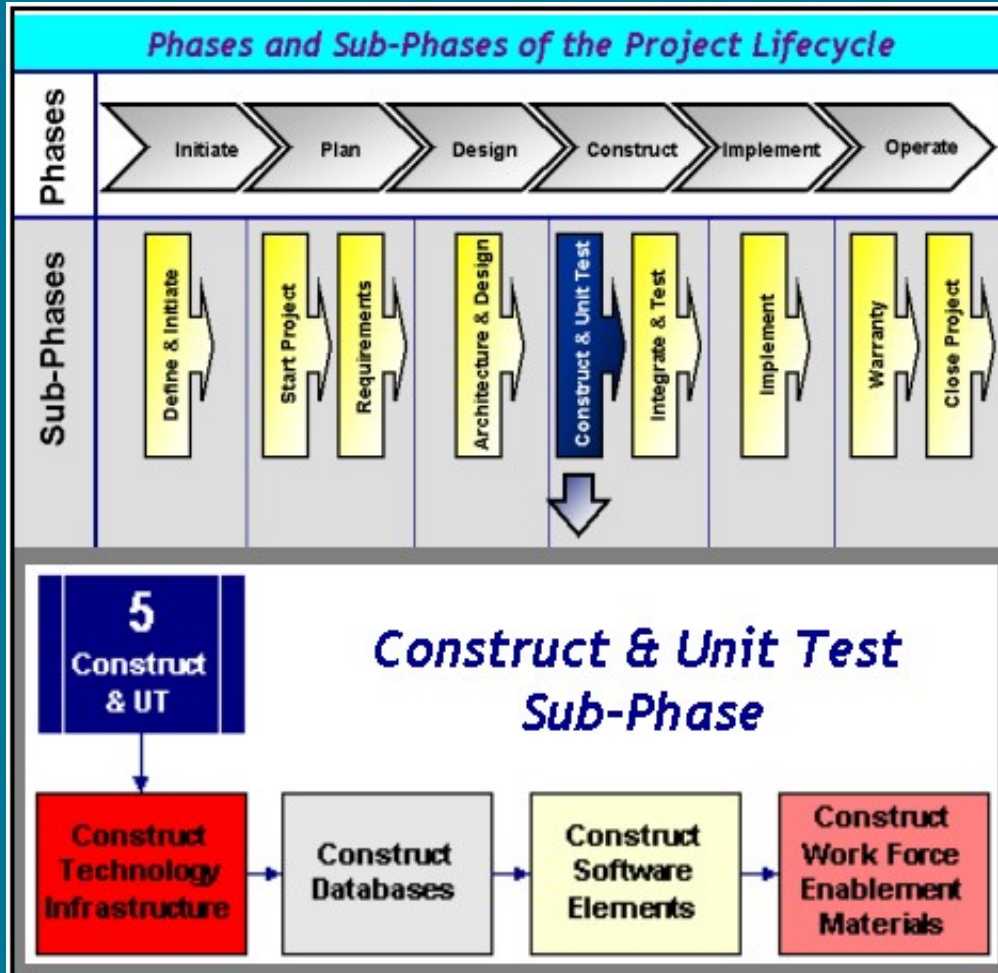 Phases and Sub-Phases of the Project Lifecycle
Phases
Initiate
Plan
Design
Construct
Implement
Operate
Sub-Phases
Define & Initiate
Start Project
Requirements
Architecture & Design
Construct & Unit Test
Integrate & Test
Implement
Warranty
Close Project
5
Construct
& UT
Construct & Unit Test
Sub-Phase
Construct
Technology
Infrastructure
Construct
Databases
Construct
Software
Elements
Construct
Work Force
Enablement
Materials